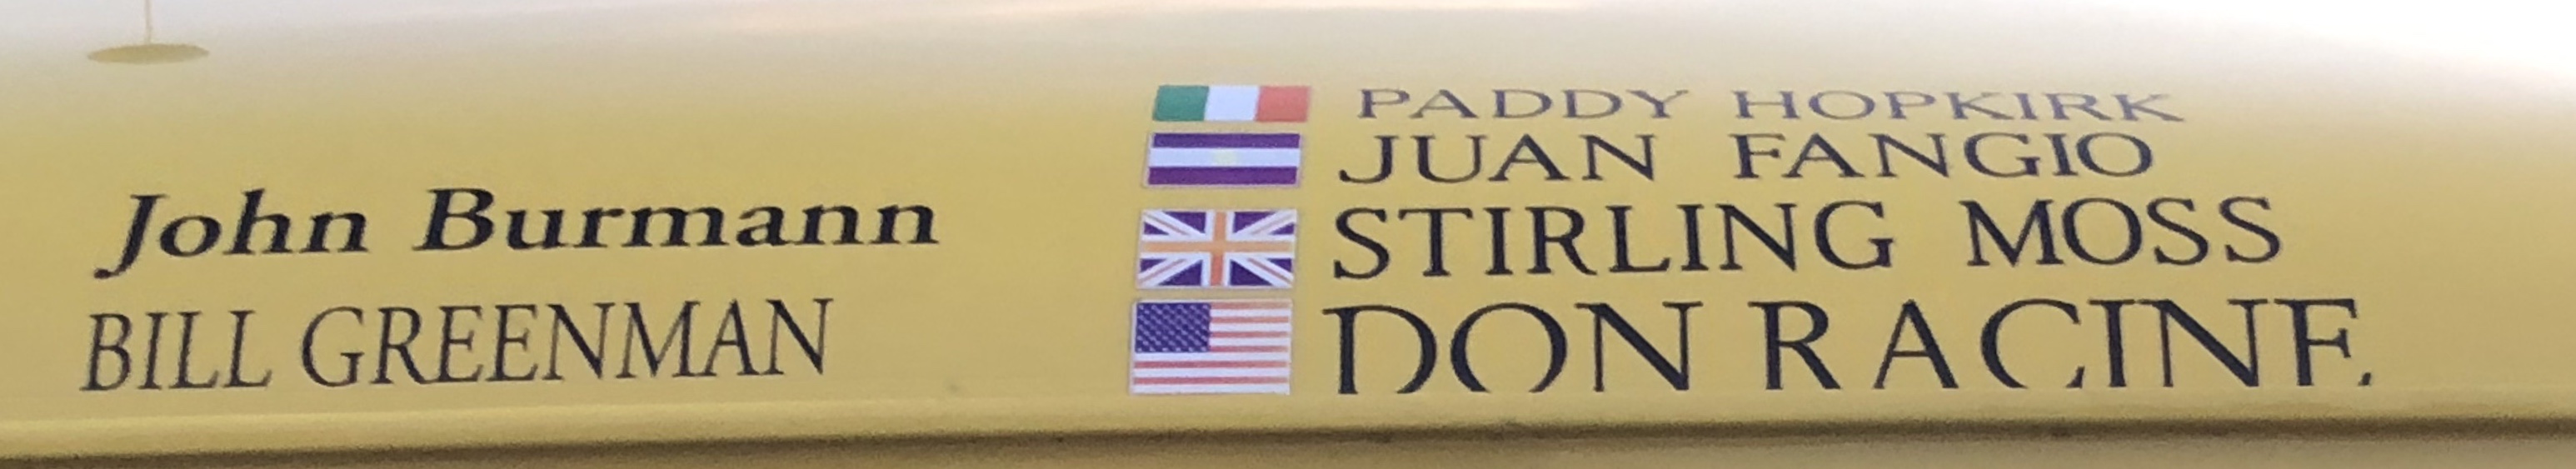 John Burmann
BILL GREENMAN
PADDY HOPKIRK
JUAN FANGIO
STIRLING MOSS
DON RACINE